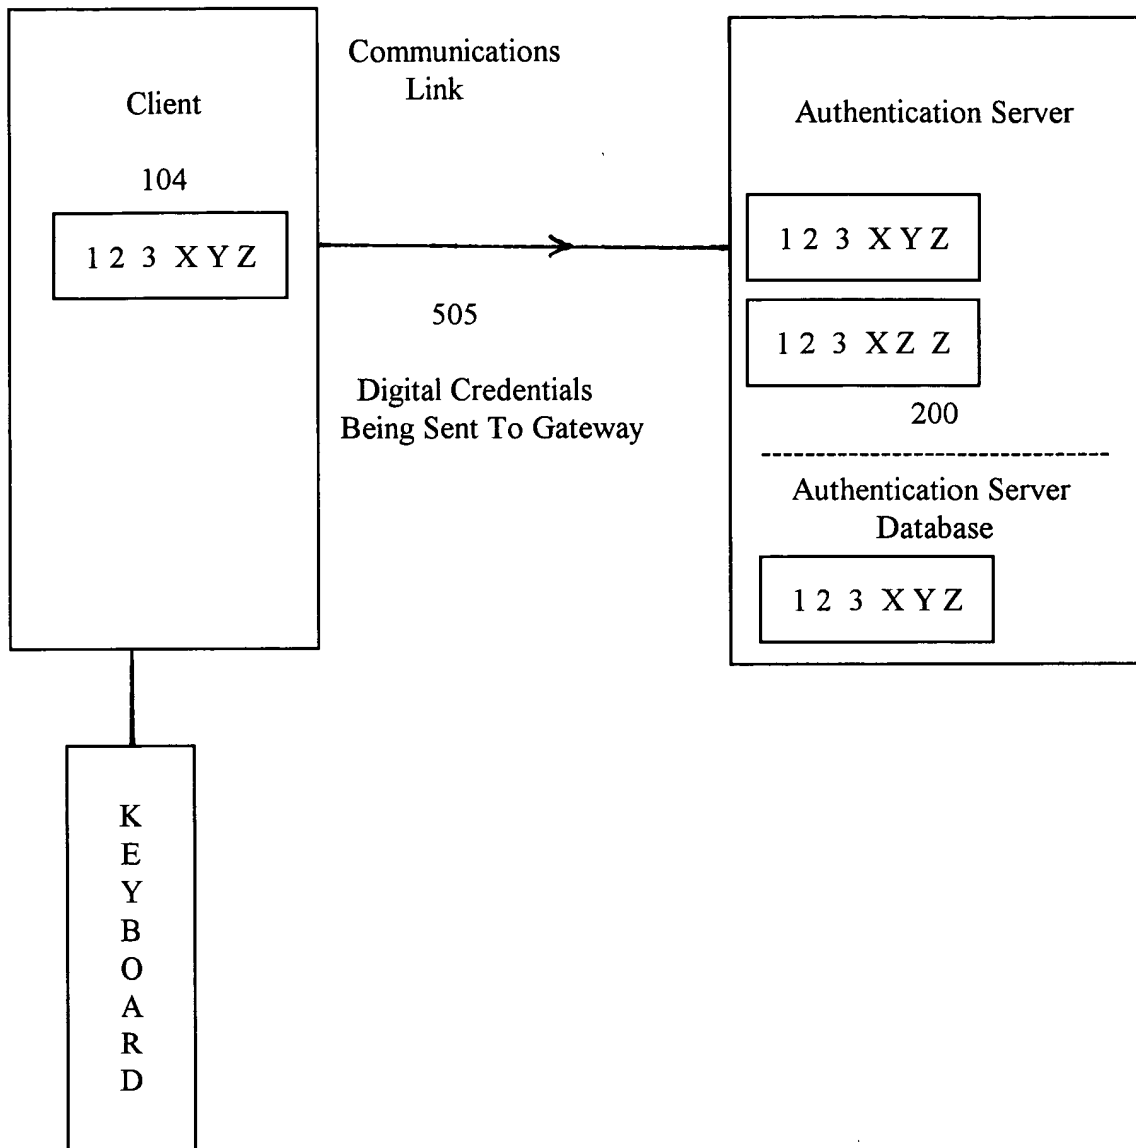 Client
104
1 2 3 X Y Z
Communications
Link
505
Digital Credentials
Being Sent To Gateway
Authentication Server
1 2 3 X Y Z
1 2 3 X Z Z
200
Authentication Server
Database
1 2 3 X Y Z
K
E
Y
B
O
A
R
D